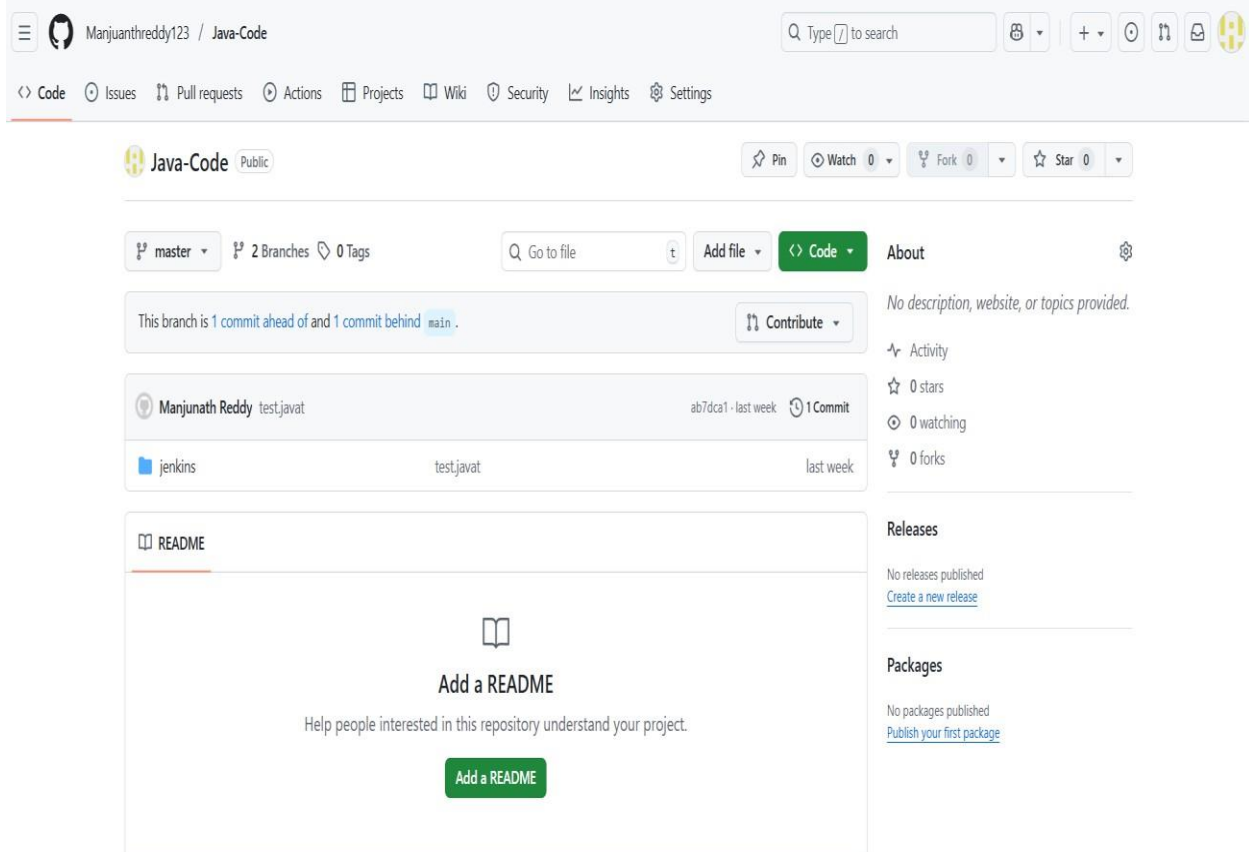 Manjuanthreddy123 / Java-Code
Type / to search
Code Issues Pull requests Actions Projects Wiki Security Insights Settings
Java-Code Public
Pin Watch 0 Fork 0 Star 0
master 2 Branches 0 Tags Go to file t Add file Code
This branch is 1 commit ahead of and 1 commit behind main .
Contribute
Manjunath Reddy test.javat ab7dca1 · last week 1 Commit
jenkins test.javat last week
README
Add a README
Help people interested in this repository understand your project.
Add a README
About
No description, website, or topics provided.
Activity
0 stars
0 watching
0 forks
Releases
No releases published
Create a new release
Packages
No packages published
Publish your first package